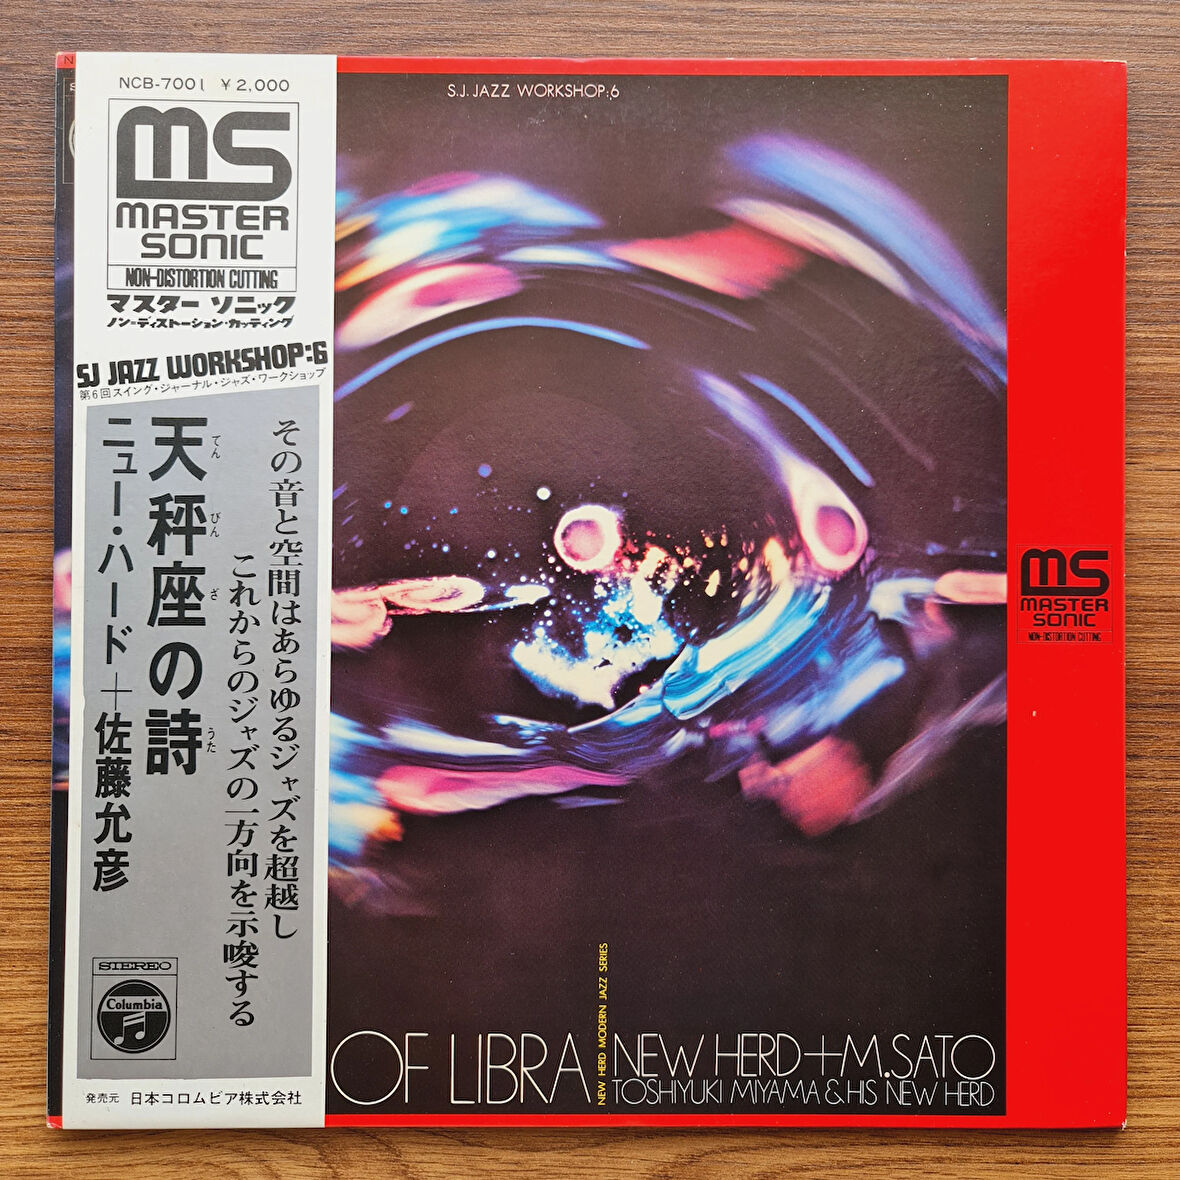 NCB-7001 ¥2,000
MS
MASTER
SONIC
NON-DISTORTION CUTTING
マスター ソニック
ノン=ディストーション・カッティング
SJ JAZZ WORKSHOP:6
第6回スイング・ジャーナル・ジャズ・ワークショップ
その音と空間はあらゆるジャズを超越し
これからのジャズの一方向を示唆する
天秤座の詩
てん びん ざ うた
ニュー・ハード+佐藤允彦
STEREO
Columbia
発売元 日本コロムビア株式会社
S.J. JAZZ WORKSHOP:6
MS
MASTER
SONIC
NON-DISTORTION CUTTING
OF LIBRA
NEW HERD MODERN JAZZ SERIES
NEW HERD+M.SATO
TOSHIYUKI MIYAMA & HIS NEW HERD